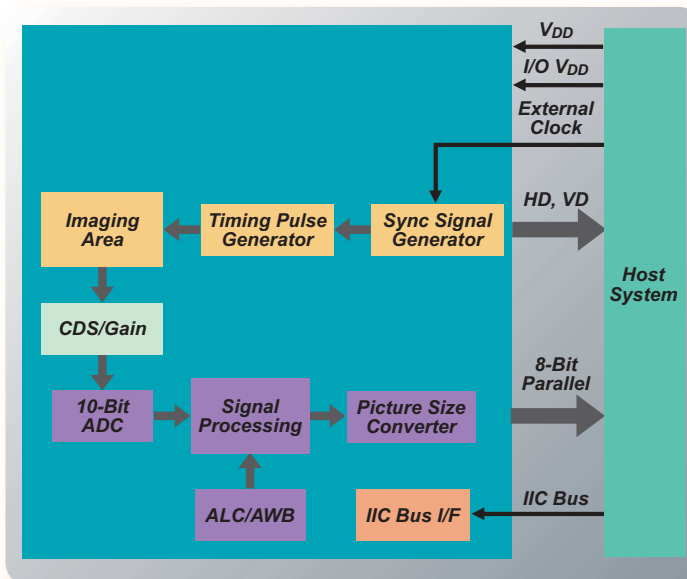 VDD
I/O VDD
External
Clock
Imaging
Area
Timing Pulse
Generator
Sync Signal
Generator
HD, VD
Host
System
CDS/Gain
10-Bit
ADC
Signal
Processing
Picture Size
Converter
8-Bit
Parallel
ALC/AWB
IIC Bus I/F
IIC Bus